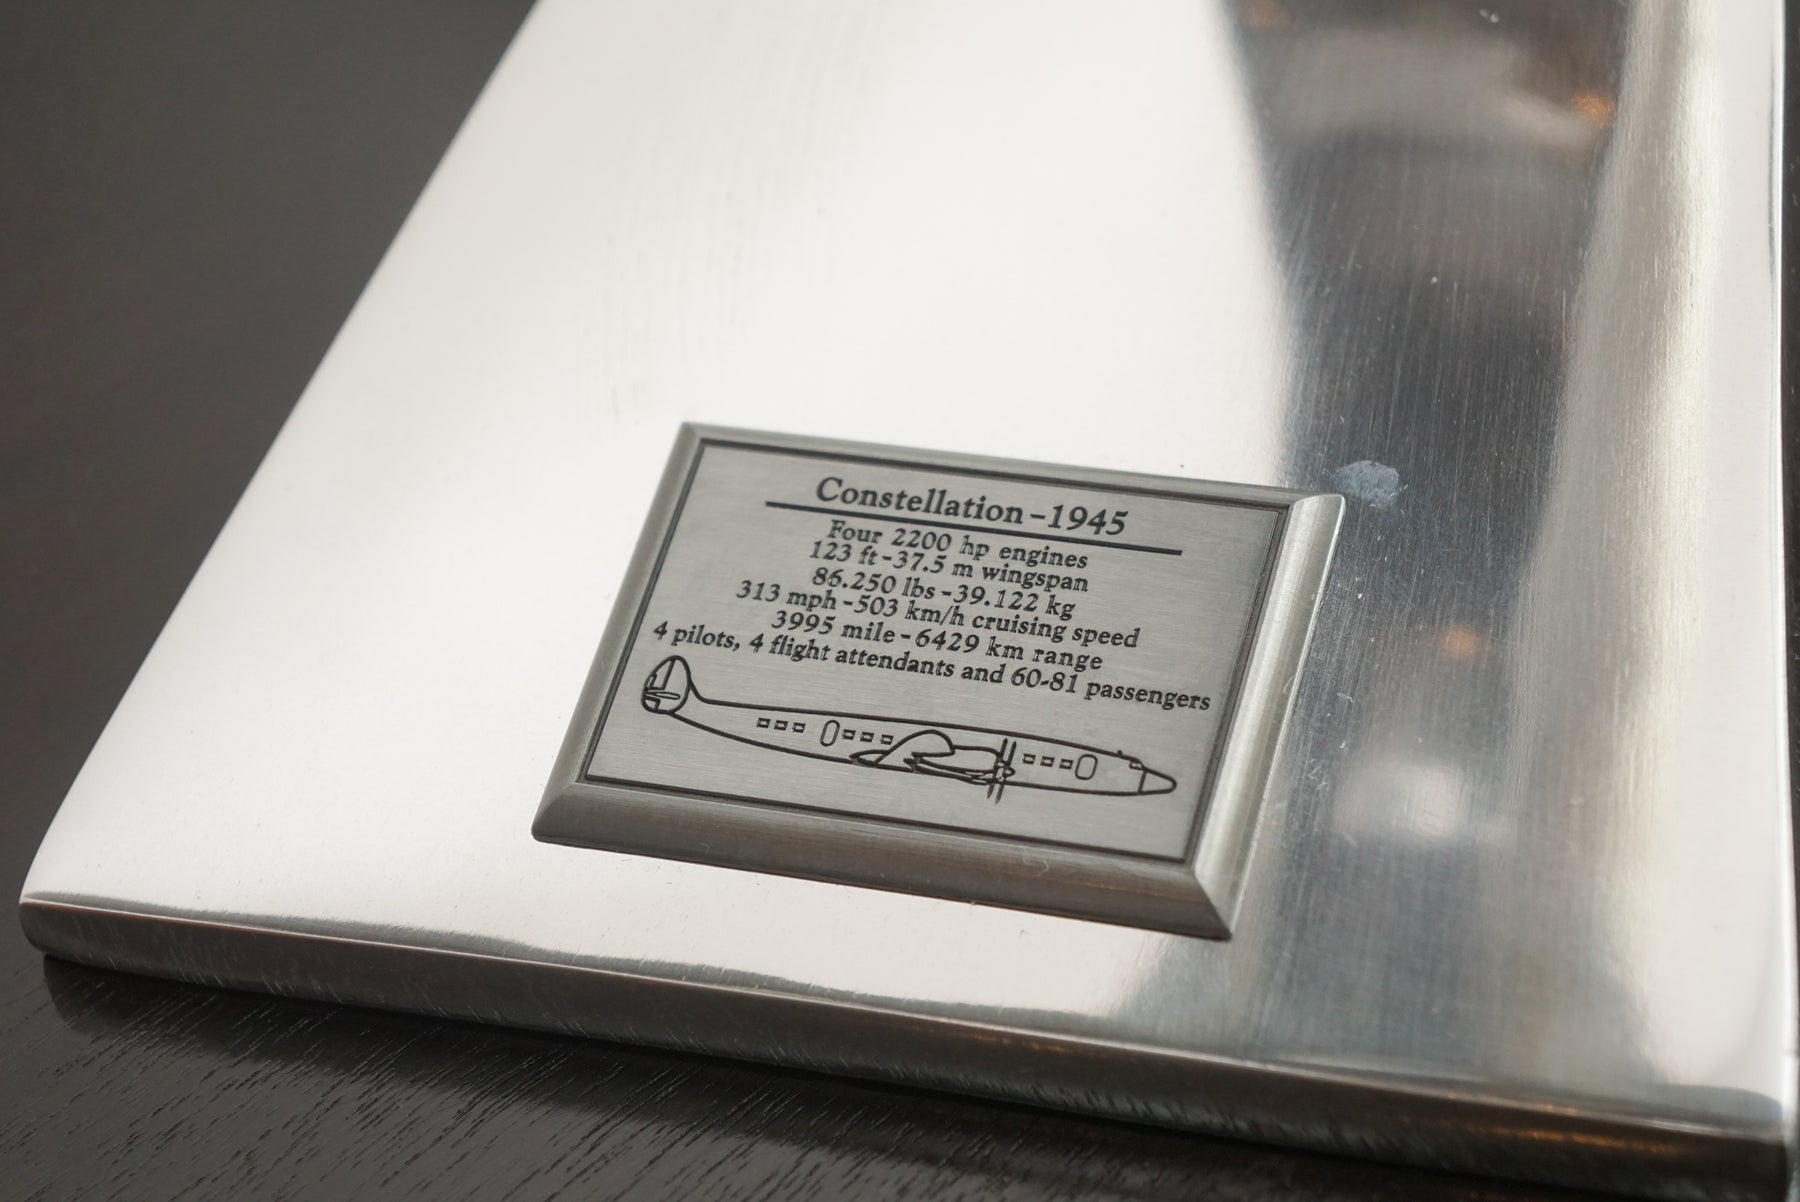 Constellation - 1945
Four 2200 hp engines
123 ft - 37.5 m wingspan
86.250 lbs - 39.122 kg
313 mph - 503 km/h cruising speed
3995 mile - 6429 km range
4 pilots, 4 flight attendants and 60-81 passengers